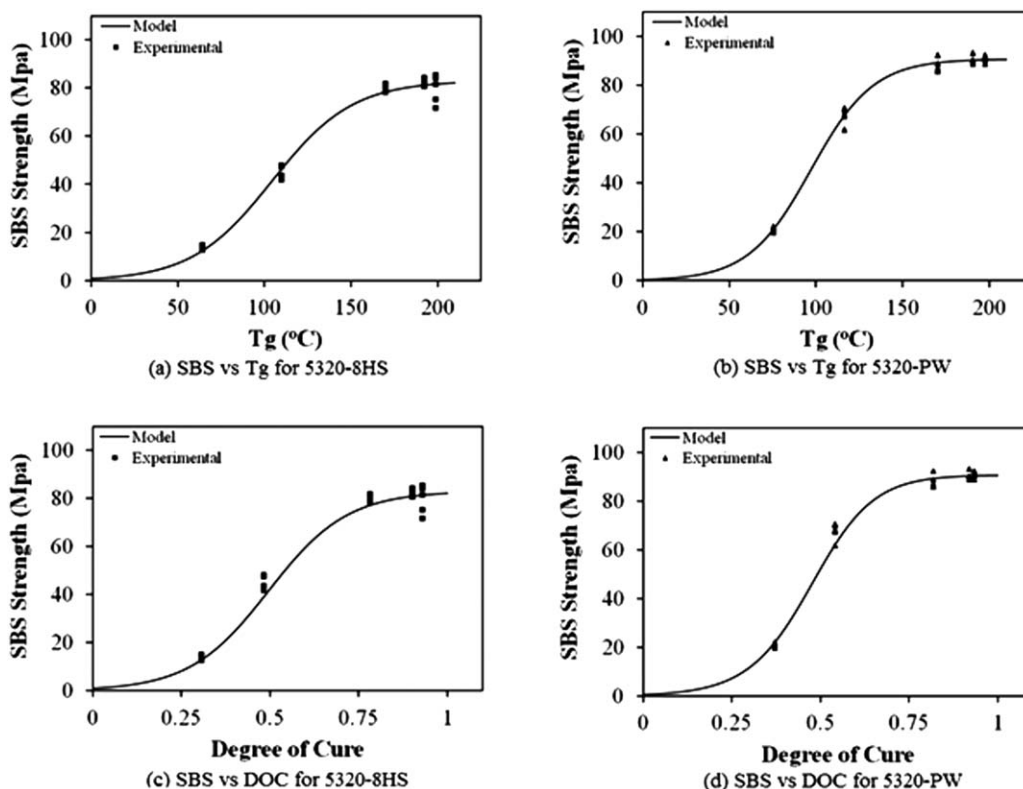 Model
Experimental
SBS Strength (Mpa)
100
80
60
40
20
0
0 50 100 150 200
Tg (°C)
(a) SBS vs Tg for 5320-8HS
Model
Experimental
SBS Strength (Mpa)
100
80
60
40
20
0
0 50 100 150 200
Tg (°C)
(b) SBS vs Tg for 5320-PW
Model
Experimental
SBS Strength (Mpa)
100
80
60
40
20
0
0 0.25 0.5 0.75 1
Degree of Cure
(c) SBS vs DOC for 5320-8HS
Model
Experimental
SBS Strength (Mpa)
100
80
60
40
20
0
0 0.25 0.5 0.75 1
Degree of Cure
(d) SBS vs DOC for 5320-PW